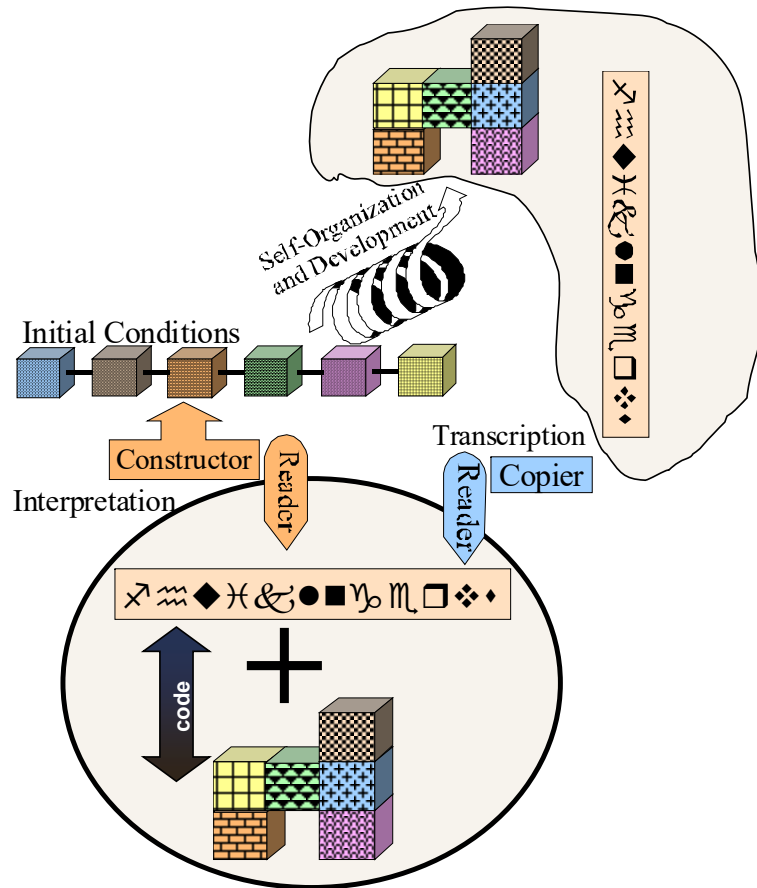 Self-Organization
and Development
Initial Conditions
Constructor
Interpretation
Reader
Transcription
Copier
Reader
♐♒◆♓🙰●■♑♏❒❖⬧
♐♒◆♓🙰●■♑♏❒❖⬧
code